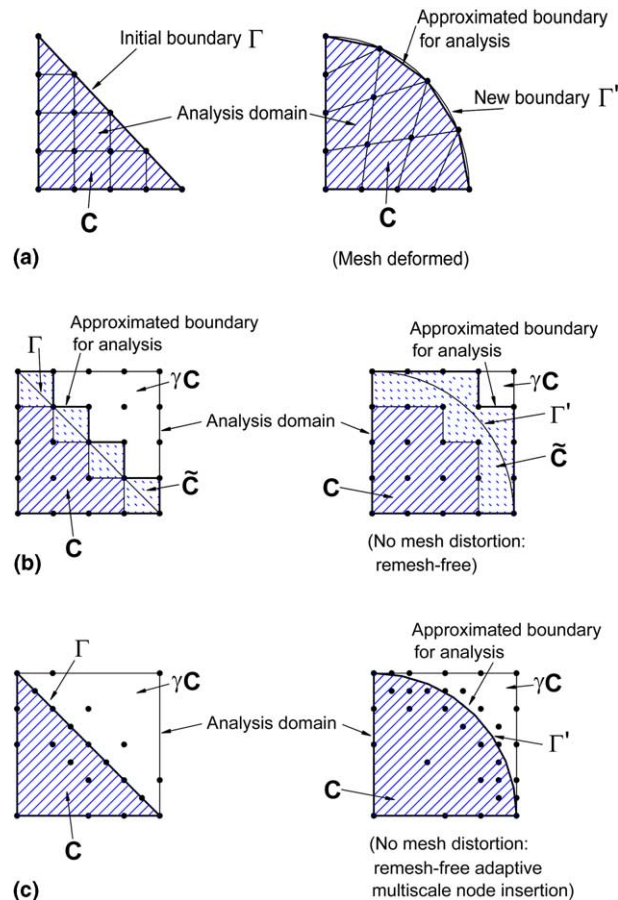 Initial boundary Γ
Approximated boundary
for analysis
New boundary Γ'
Analysis domain
C
C
(a)
(Mesh deformed)
Γ
Approximated boundary
for analysis
γC
Analysis domain
C̃
C
(b)
Approximated boundary
for analysis
γC
Γ'
C̃
C
(No mesh distortion:
remesh-free)
Γ
γC
Analysis domain
C
(c)
Approximated boundary
for analysis
γC
Γ'
C
(No mesh distortion:
remesh-free adaptive
multiscale node insertion)